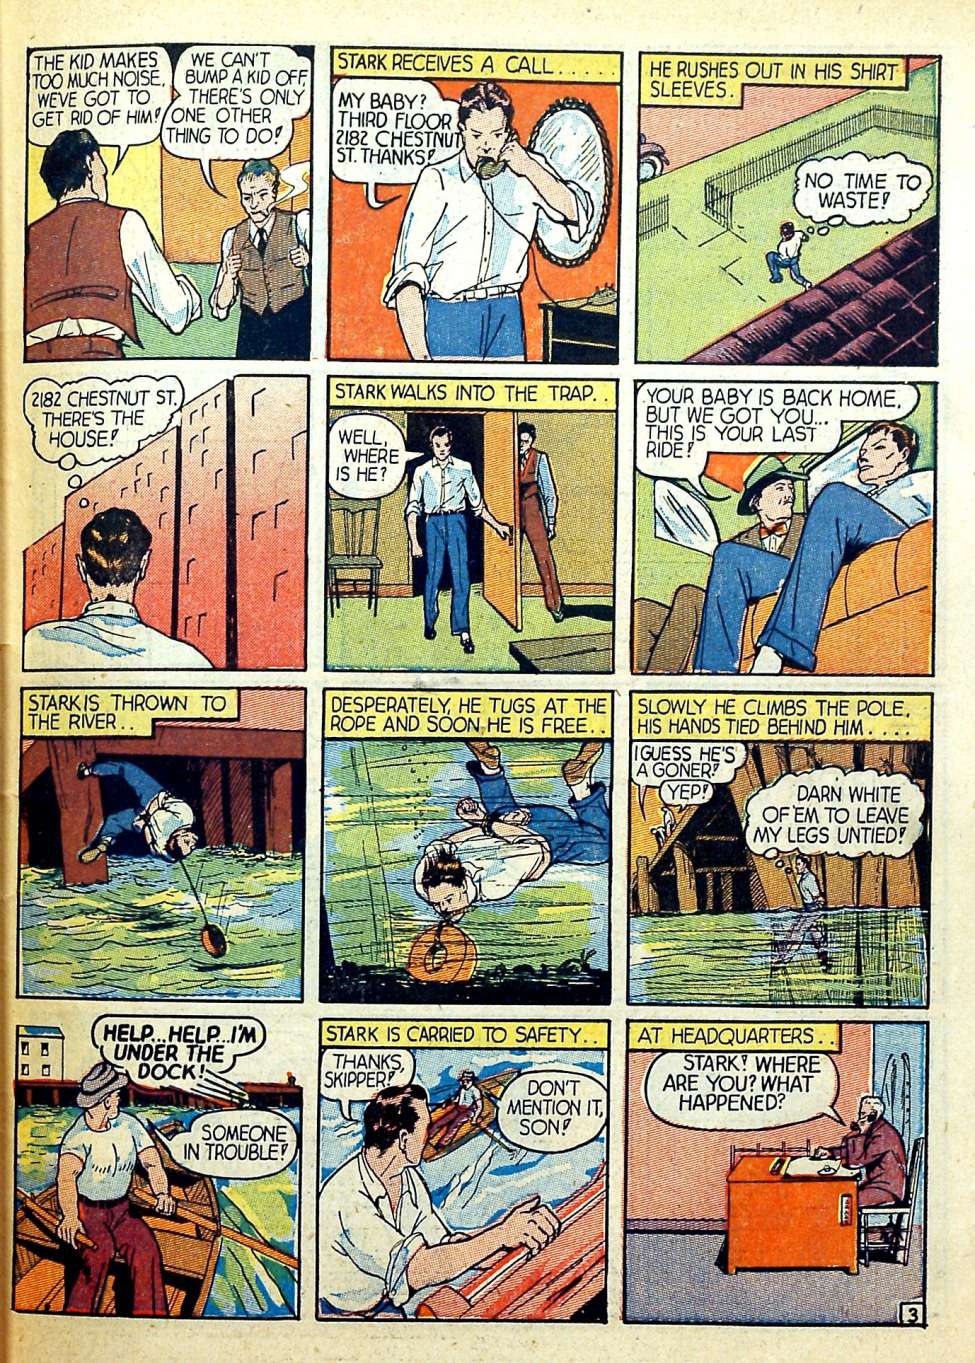 THE KID MAKES
TOO MUCH NOISE,
WE'VE GOT TO
GET RID OF HIM!
WE CAN'T
BUMP A KID OFF,
THERE'S ONLY
ONE OTHER
THING TO DO!
STARK RECEIVES A CALL......
MY BABY?
THIRD FLOOR
2182 CHESTNUT
ST. THANKS!
HE RUSHES OUT IN HIS SHIRT
SLEEVES.
NO TIME TO
WASTE!
2182 CHESTNUT ST.
THERE'S THE
HOUSE!
STARK WALKS INTO THE TRAP..
WELL,
WHERE
IS HE?
YOUR BABY IS BACK HOME,
BUT WE GOT YOU...
THIS IS YOUR LAST
RIDE!
STARK IS THROWN TO
THE RIVER..
DESPERATELY, HE TUGS AT THE
ROPE AND SOON HE IS FREE..
SLOWLY HE CLIMBS THE POLE,
HIS HANDS TIED BEHIND HIM.....
I GUESS HE'S
A GONER!
YEP!
DARN WHITE
OF 'EM TO LEAVE
MY LEGS UNTIED!
HELP...HELP...I'M
UNDER THE
DOCK!
SOMEONE
IN TROUBLE!
STARK IS CARRIED TO SAFETY..
THANKS,
SKIPPER!
DON'T
MENTION IT,
SON!
AT HEADQUARTERS..
STARK! WHERE
ARE YOU? WHAT
HAPPENED?
3